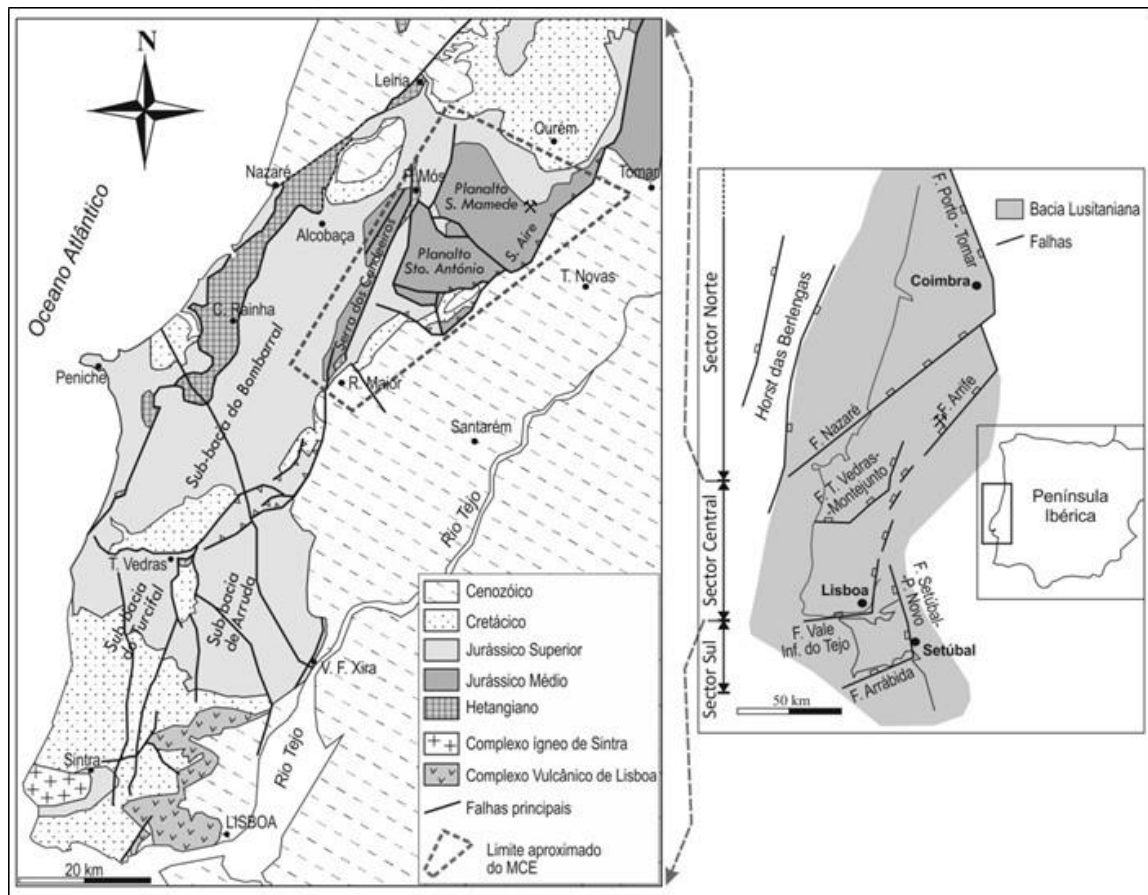 N
Leiria
Ourém
Nazaré
P. Mós
Tomar
Planalto
S. Mamede
Oceano Atlântico
Alcobaça
S. Aire
Planalto
Sto. António
Serra dos Candeeiros
T. Novas
C. Rainha
Peniche
R. Maior
Sub-bacia do Bombarral
Santarém
Rio Tejo
T. Vedras
Sub-bacia
do Turcifal
Sub-bacia
de Arruda
V. F. Xira
Rio Tejo
Sintra
LISBOA
20 km
Cenozóico
Cretácico
Jurássico Superior
Jurássico Médio
Hetangiano
Complexo ígneo de Sintra
Complexo Vulcânico de Lisboa
Falhas principais
Limite aproximado
do MCE
Sector Norte
Sector Central
Sector Sul
F. Porto - Tomar
Bacia Lusitaniana
Falhas
Coimbra
Horst das Berlengas
F. Nazaré
F. Arrife
F. T. Vedras-
-Montejunto
Península
Ibérica
Lisboa
F. Setúbal-
-P. Novo
F. Vale
Inf. do Tejo
Setúbal
F. Arrábida
50 km